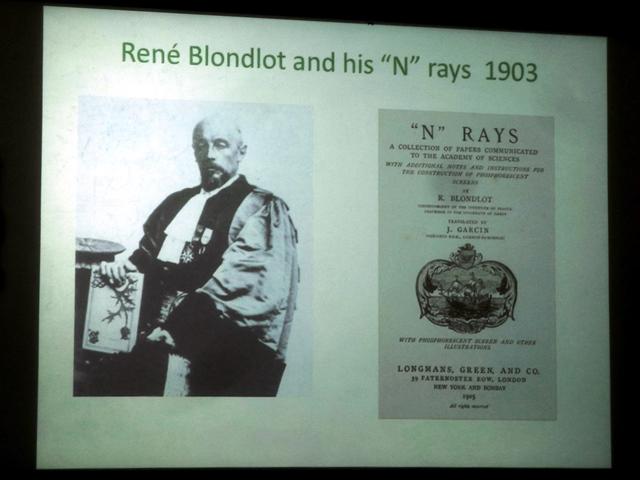 René Blondlot and his “N” rays 1903
“N” RAYS
A COLLECTION OF PAPERS COMMUNICATED
TO THE ACADEMY OF SCIENCES
WITH ADDITIONAL NOTES AND INSTRUCTIONS FOR
THE CONSTRUCTION OF PHOSPHORESCENT
SCREENS
BY
R. BLONDLOT
CORRESPONDENT OF THE INSTITUTE OF FRANCE
PROFESSOR IN THE UNIVERSITY OF NANCY
TRANSLATED BY
J. GARCIN
WITH PHOSPHORESCENT SCREEN AND OTHER
ILLUSTRATIONS
LONGMANS, GREEN, AND CO.
39 PATERNOSTER ROW, LONDON
NEW YORK AND BOMBAY
1905
All rights reserved